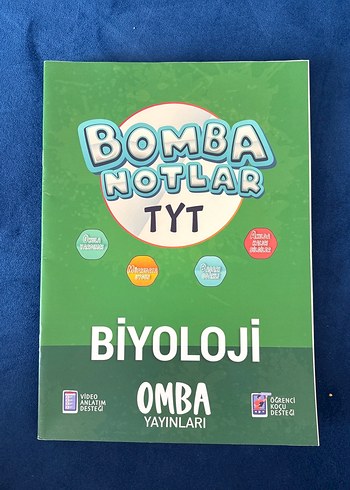 BOMBA
NOTLAR
TYT
BİYOLOJİ
OMBA
YAYINLARI
VİDEO
ANLATIM
DESTEĞİ
ÖĞRENCİ
KOÇU
DESTEĞİ